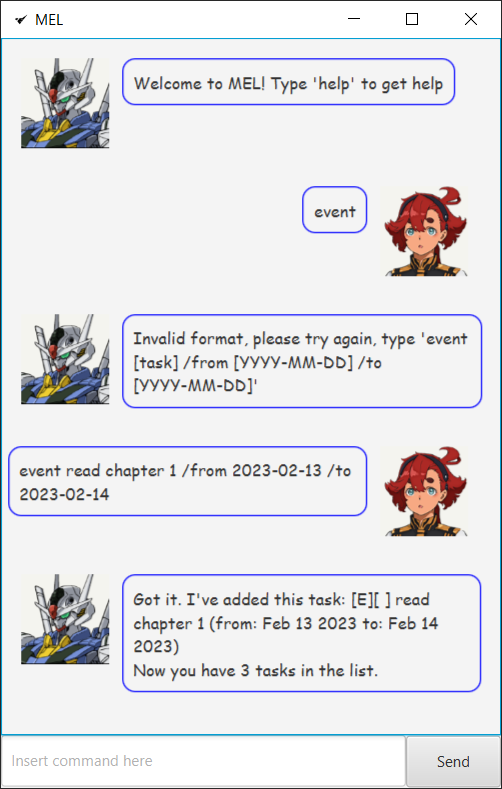 MEL
Welcome to MEL! Type 'help' to get help
event
Invalid format, please try again, type 'event
[task] /from [YYYY-MM-DD] /to
[YYYY-MM-DD]'
event read chapter 1 /from 2023-02-13 /to
2023-02-14
Got it. I've added this task: [E][ ] read
chapter 1 (from: Feb 13 2023 to: Feb 14
2023)
Now you have 3 tasks in the list.
Insert command here
Send